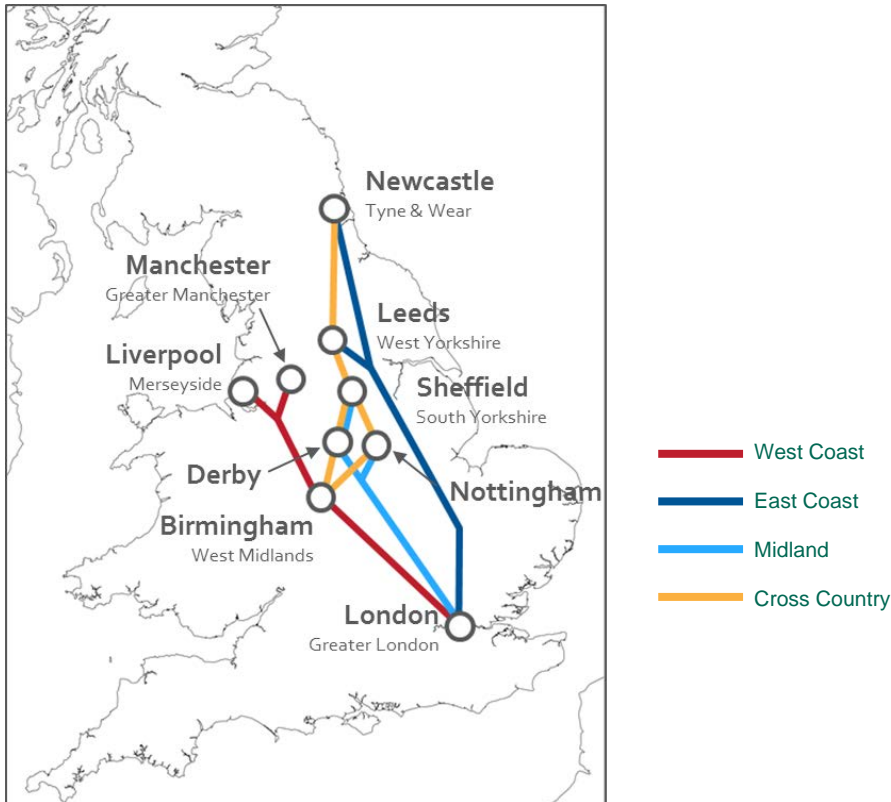 Newcastle
Tyne & Wear
Manchester
Greater Manchester
Leeds
West Yorkshire
Liverpool
Merseyside
Sheffield
South Yorkshire
Derby
Nottingham
Birmingham
West Midlands
London
Greater London
West Coast
East Coast
Midland
Cross Country